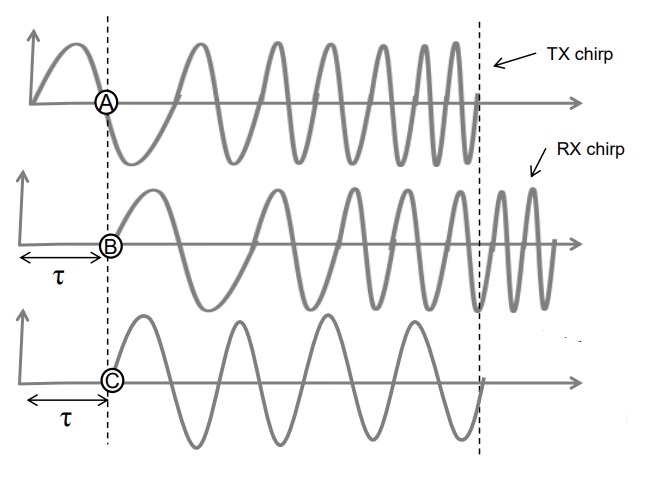 TX chirp
A
RX chirp
B
τ
C
τ